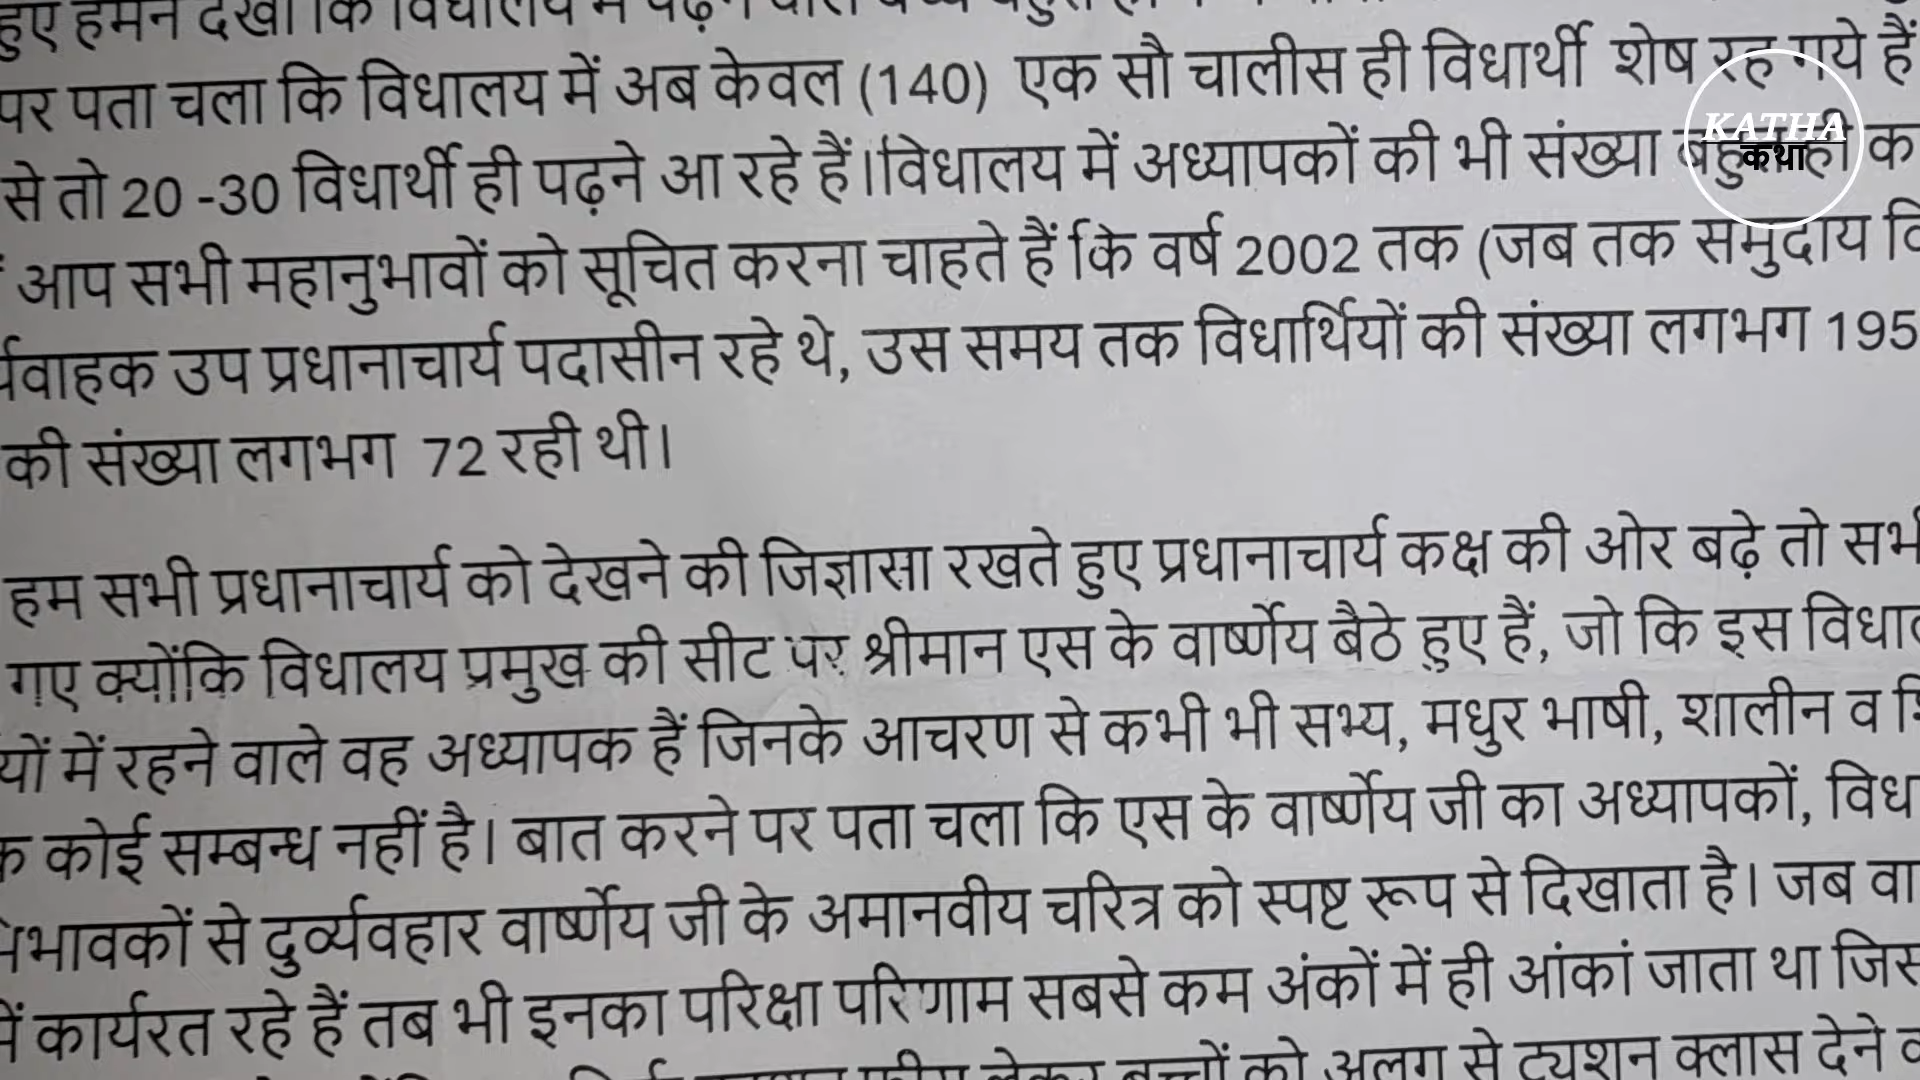 हुए हमने देखा कि विधालय में पढ़ने वाले
पर पता चला कि विधालय में अब केवल (140) एक सौ चालीस ही विधार्थी शेष रह गये हैं
से तो 20 -30 विधार्थी ही पढ़ने आ रहे हैं।विधालय में अध्यापकों की भी संख्या
आप सभी महानुभावों को सूचित करना चाहते हैं कि वर्ष 2002 तक (जब तक समुदाय
र्यवाहक उप प्रधानाचार्य पदासीन रहे थे, उस समय तक विधार्थियों की संख्या लगभग 195
की संख्या लगभग 72 रही थी।
हम सभी प्रधानाचार्य को देखने की जिज्ञासा रखते हुए प्रधानाचार्य कक्ष की ओर बढ़े तो सभ
गए क्योंकि विधालय प्रमुख की सीट पर श्रीमान एस के वार्ष्णेय बैठे हुए हैं, जो कि इस विधाल
यों में रहने वाले वह अध्यापक हैं जिनके आचरण से कभी भी सभ्य, मधुर भाषी, शालीन व
क कोई सम्बन्ध नहीं है। बात करने पर पता चला कि एस के वार्ष्णेय जी का अध्यापकों, विध
भिभावकों से दुर्व्यवहार वार्ष्णेय जी के अमानवीय चरित्र को स्पष्ट रूप से दिखाता है। जब वा
में कार्यरत रहे हैं तब भी इनका परिक्षा परिणाम सबसे कम अंकों में ही आंकां जाता था जिस
लेकर बच्चों को अलग से ट्यूशन क्लास देने
KATHA
कथा